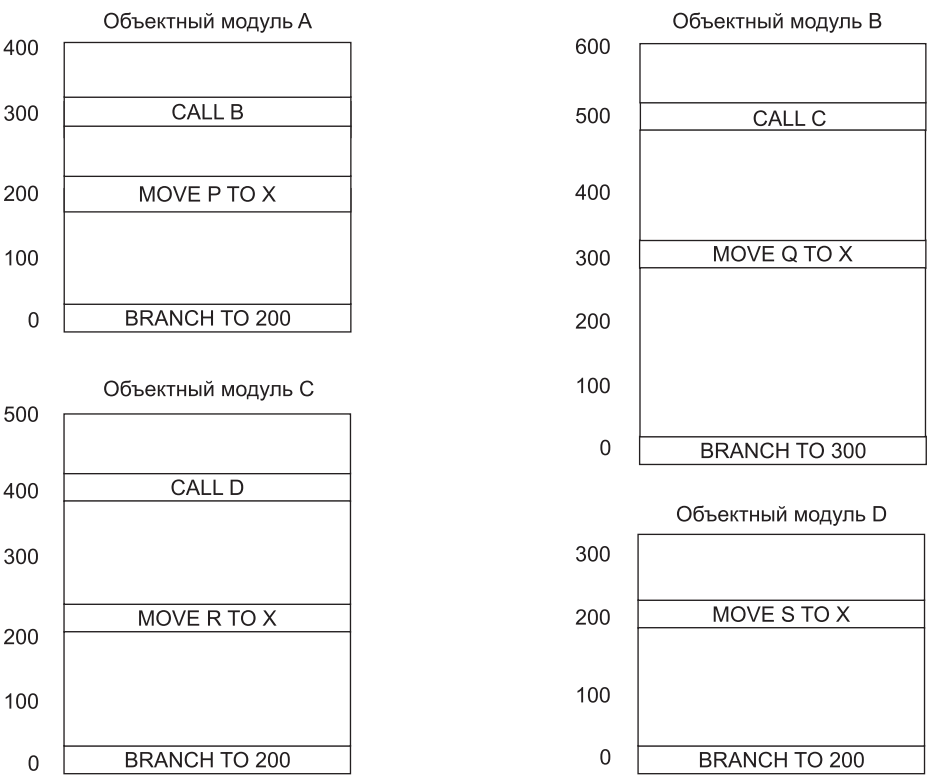 Объектный модуль A
400
300
CALL B
200
MOVE P TO X
100
0
BRANCH TO 200
Объектный модуль B
600
500
CALL C
400
300
MOVE Q TO X
200
100
0
BRANCH TO 300
Объектный модуль C
500
400
CALL D
300
MOVE R TO X
200
100
0
BRANCH TO 200
Объектный модуль D
300
200
MOVE S TO X
100
0
BRANCH TO 200